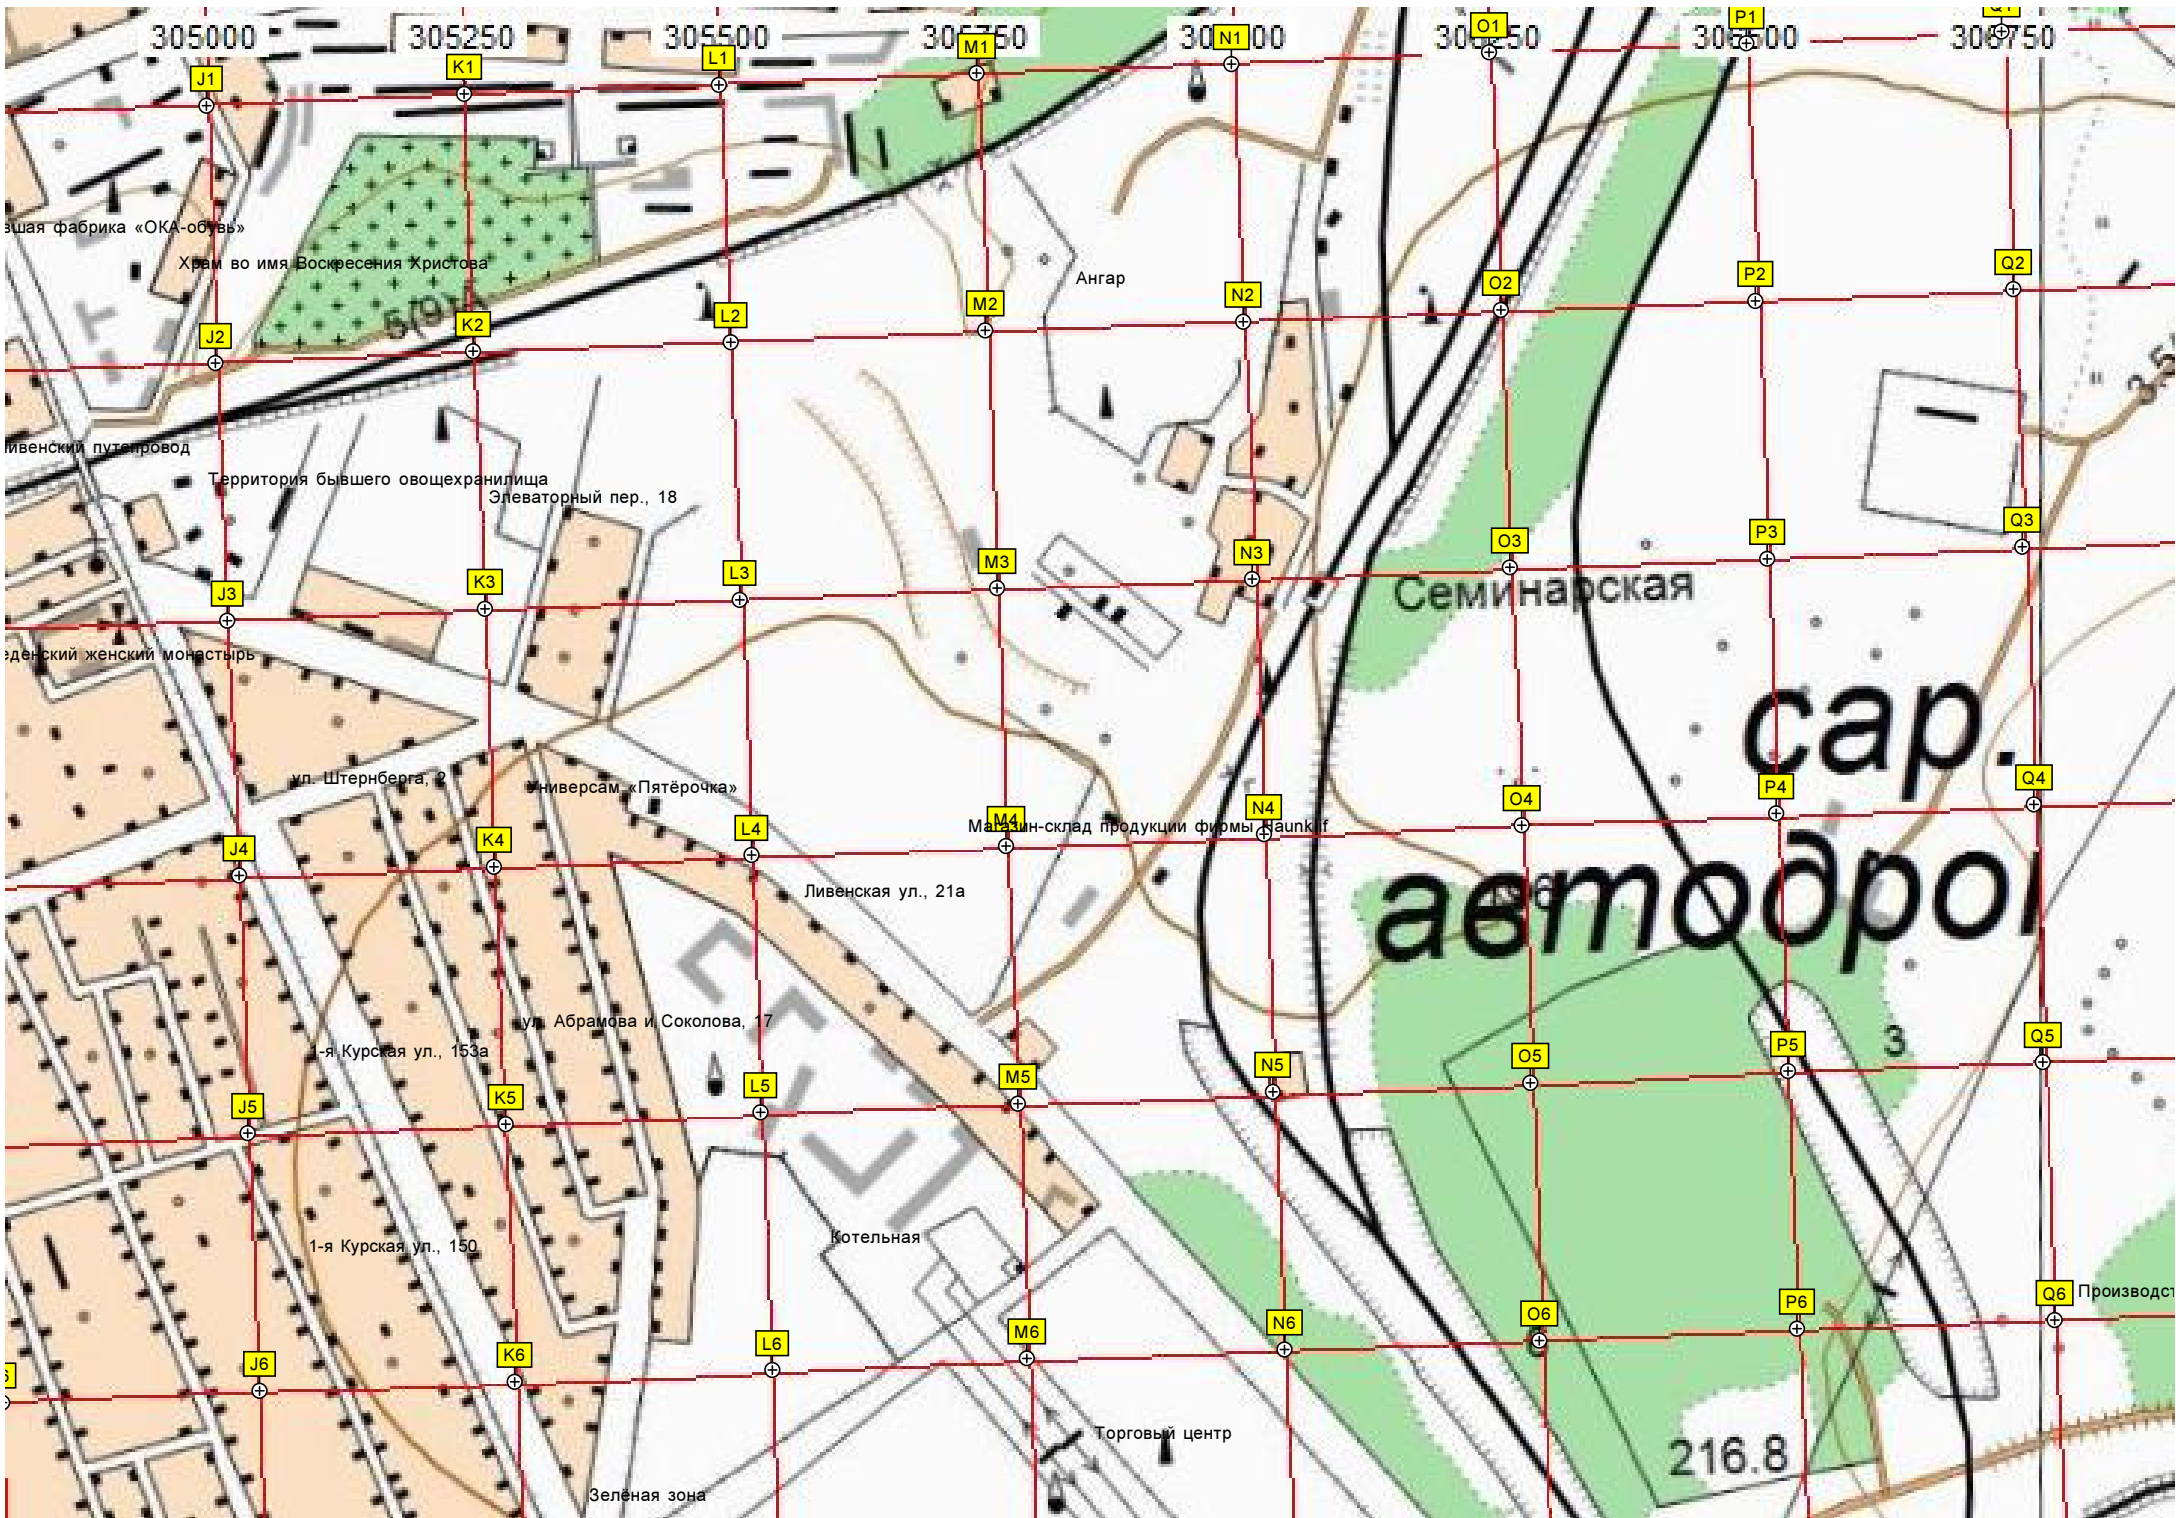 305000
305250
305500
O1
P1
J1
K1
L1
M1
N1
вшая фабрика «ОКА-обувь»
Храм во имя Воскресения Христова
Ангар
5(9)
J2
K2
L2
M2
N2
O2
P2
Q2
ивенский путепровод
Территория бывшего овощехранилища
Элеваторный пер., 18
J3
K3
L3
M3
N3
O3
P3
Q3
Семинарская
еденский женский монастырь
сар.
ул. Штернберга, 2
Универсам «Пятёрочка»
Магазин-склад продукции фирмы
J4
K4
L4
M4
N4
O4
P4
Q4
автодром
Ливенская ул., 21а
ул. Абрамова и Соколова, 17
1-я Курская ул., 153а
3
J5
K5
L5
M5
N5
O5
P5
Q5
Котельная
1-я Курская ул., 150
Производст
J6
K6
L6
M6
N6
O6
P6
Q6
Торговый центр
216.8
Зелёная зона